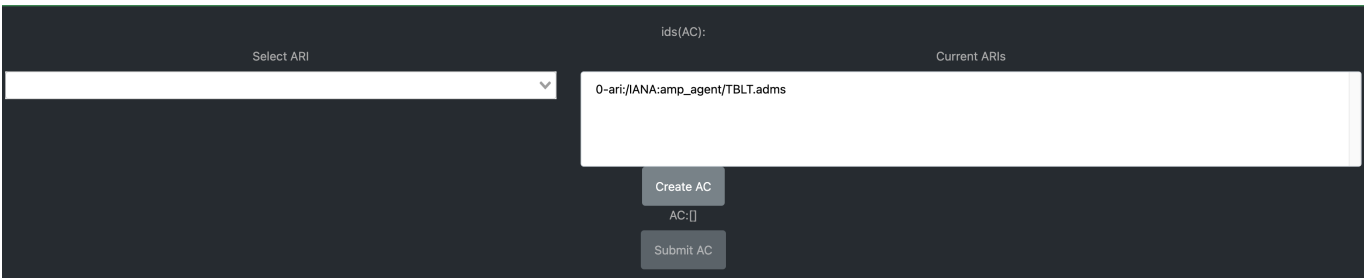 ids(AC):
Select ARI
Current ARIs
0-ari:/IANA:amp_agent/TBLT.adms
Create AC
AC:[]
Submit AC